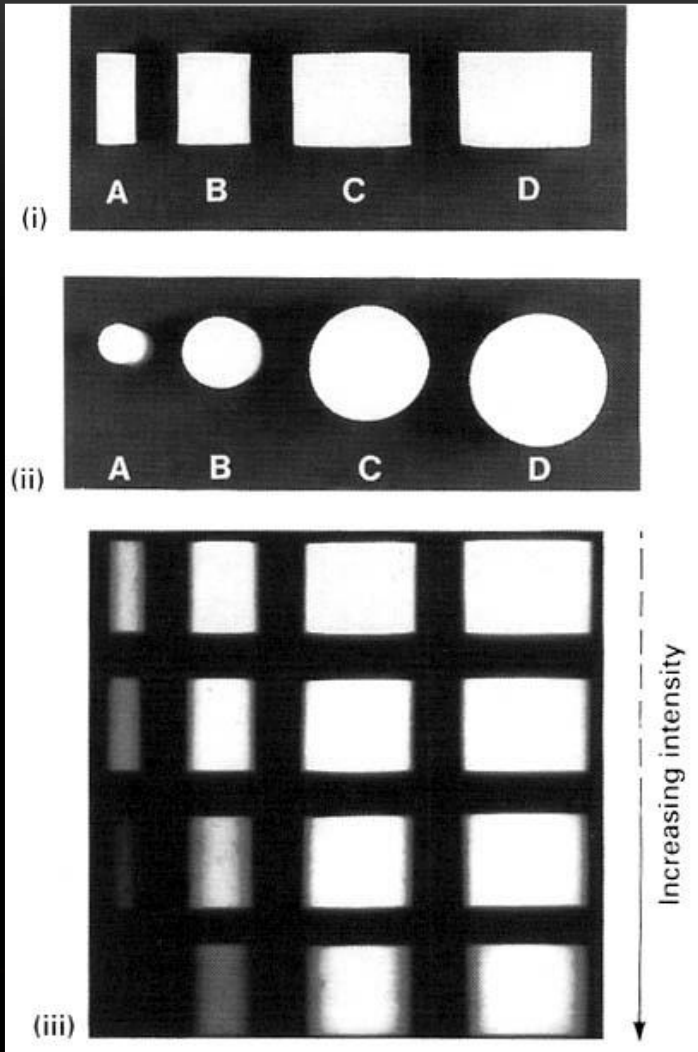 A B C D
(i)
A B C D
(ii)
Increasing intensity
(iii)